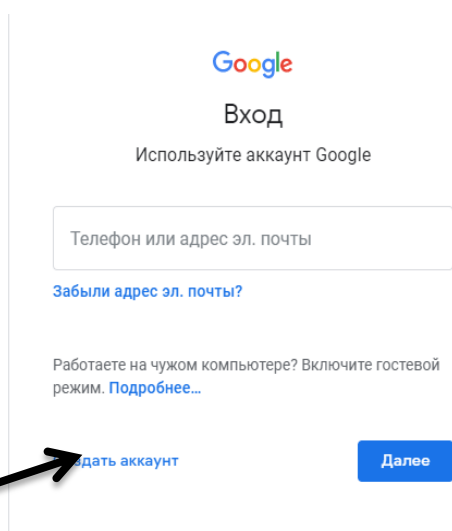 Google
Вход
Используйте аккаунт Google
Телефон или адрес эл. почты
Забыли адрес эл. почты?
Работаете на чужом компьютере? Включите гостевой
режим. Подробнее...
Создать аккаунт
Далее